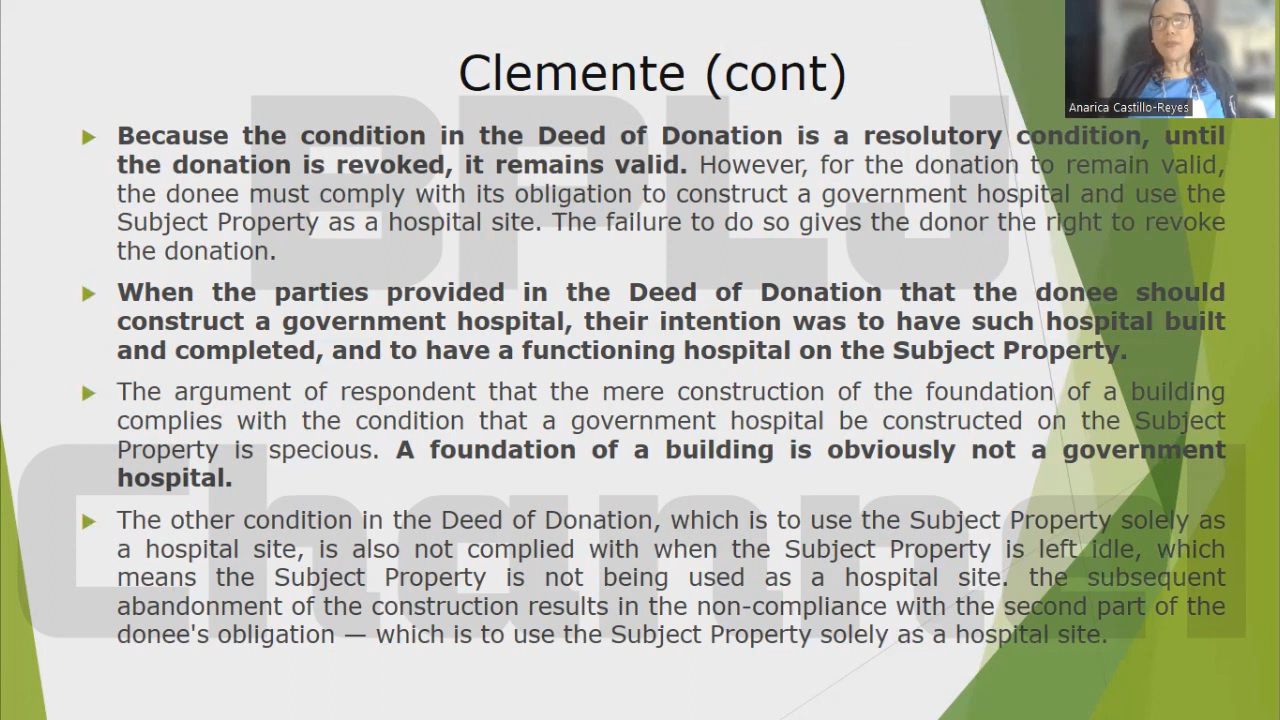 Clemente (cont)
Anarica Castillo-Reyes
Because the condition in the Deed of Donation is a resolutory condition, until
the donation is revoked, it remains valid. However, for the donation to remain valid,
the donee must comply with its obligation to construct a government hospital and use the
Subject Property as a hospital site. The failure to do so gives the donor the right to revoke
the donation.
When the parties provided in the Deed of Donation that the donee should
construct a government hospital, their intention was to have such hospital built
and completed, and to have a functioning hospital on the Subject Property.
The argument of respondent that the mere construction of the foundation of a building
complies with the condition that a government hospital be constructed on the Subject
Property is specious. A foundation of a building is obviously not a government
hospital.
The other condition in the Deed of Donation, which is to use the Subject Property solely as
a hospital site, is also not complied with when the Subject Property is left idle, which
means the Subject Property is not being used as a hospital site. the subsequent
abandonment of the construction results in the non-compliance with the second part of the
donee's obligation — which is to use the Subject Property solely as a hospital site.
BPLJ
Channel